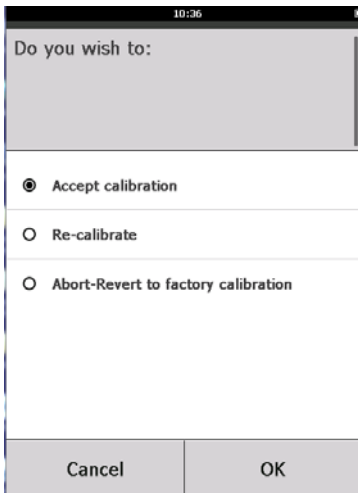 10:36
Do you wish to:
Accept calibration
Re-calibrate
Abort-Revert to factory calibration
Cancel
OK